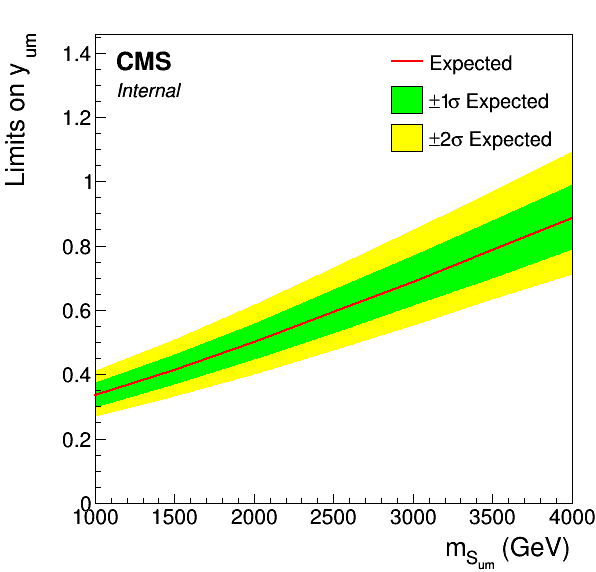 Limits on y_um
1.4
1.2
1
0.8
0.6
0.4
0.2
0
CMS
Internal
Expected
±1σ Expected
±2σ Expected
1000 1500 2000 2500 3000 3500 4000
m_S_um (GeV)